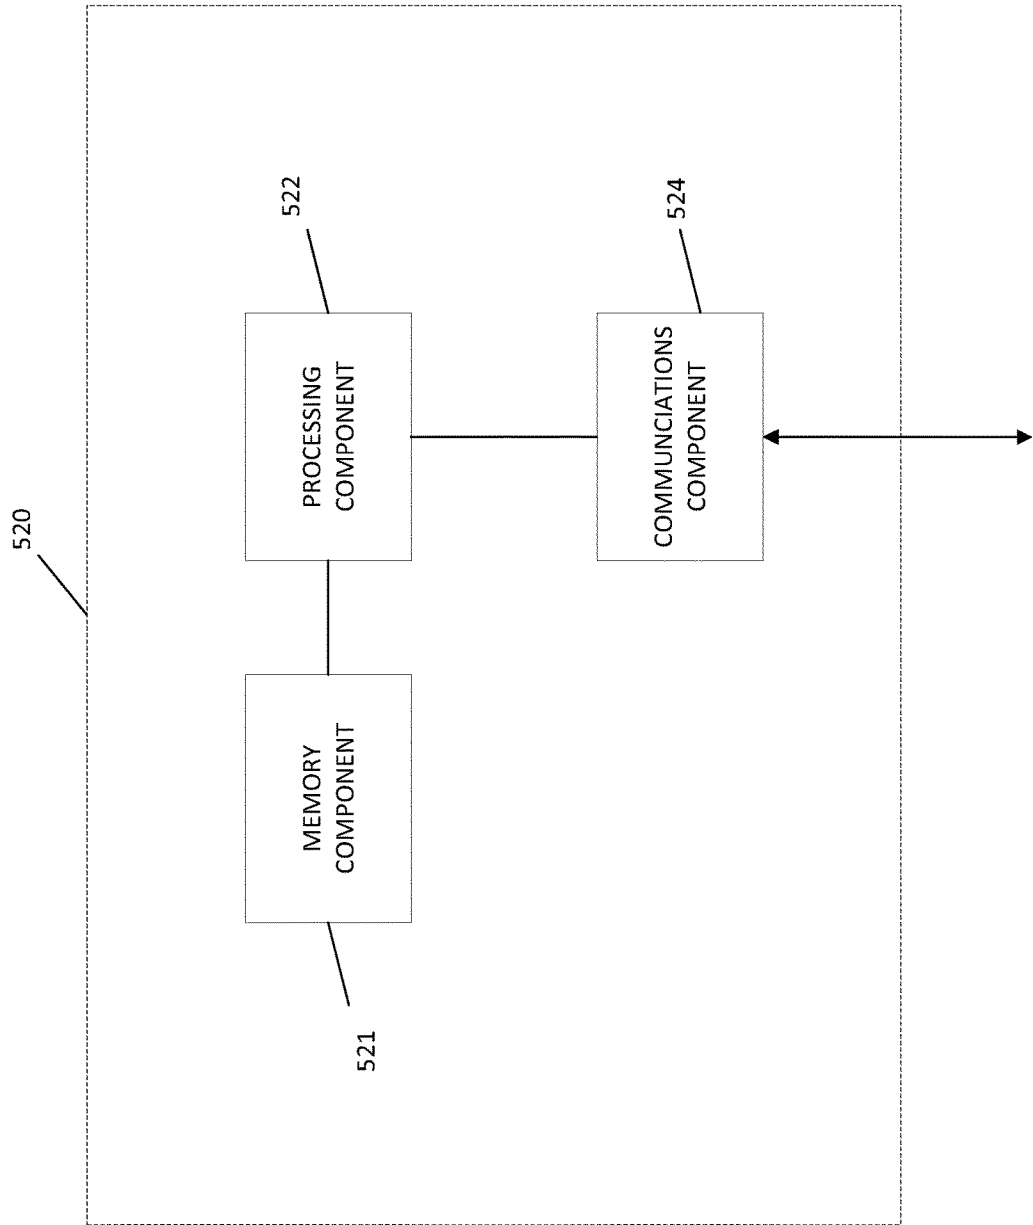 520
521
MEMORY
COMPONENT
PROCESSING
COMPONENT
522
COMMUNCIATIONS
COMPONENT
524